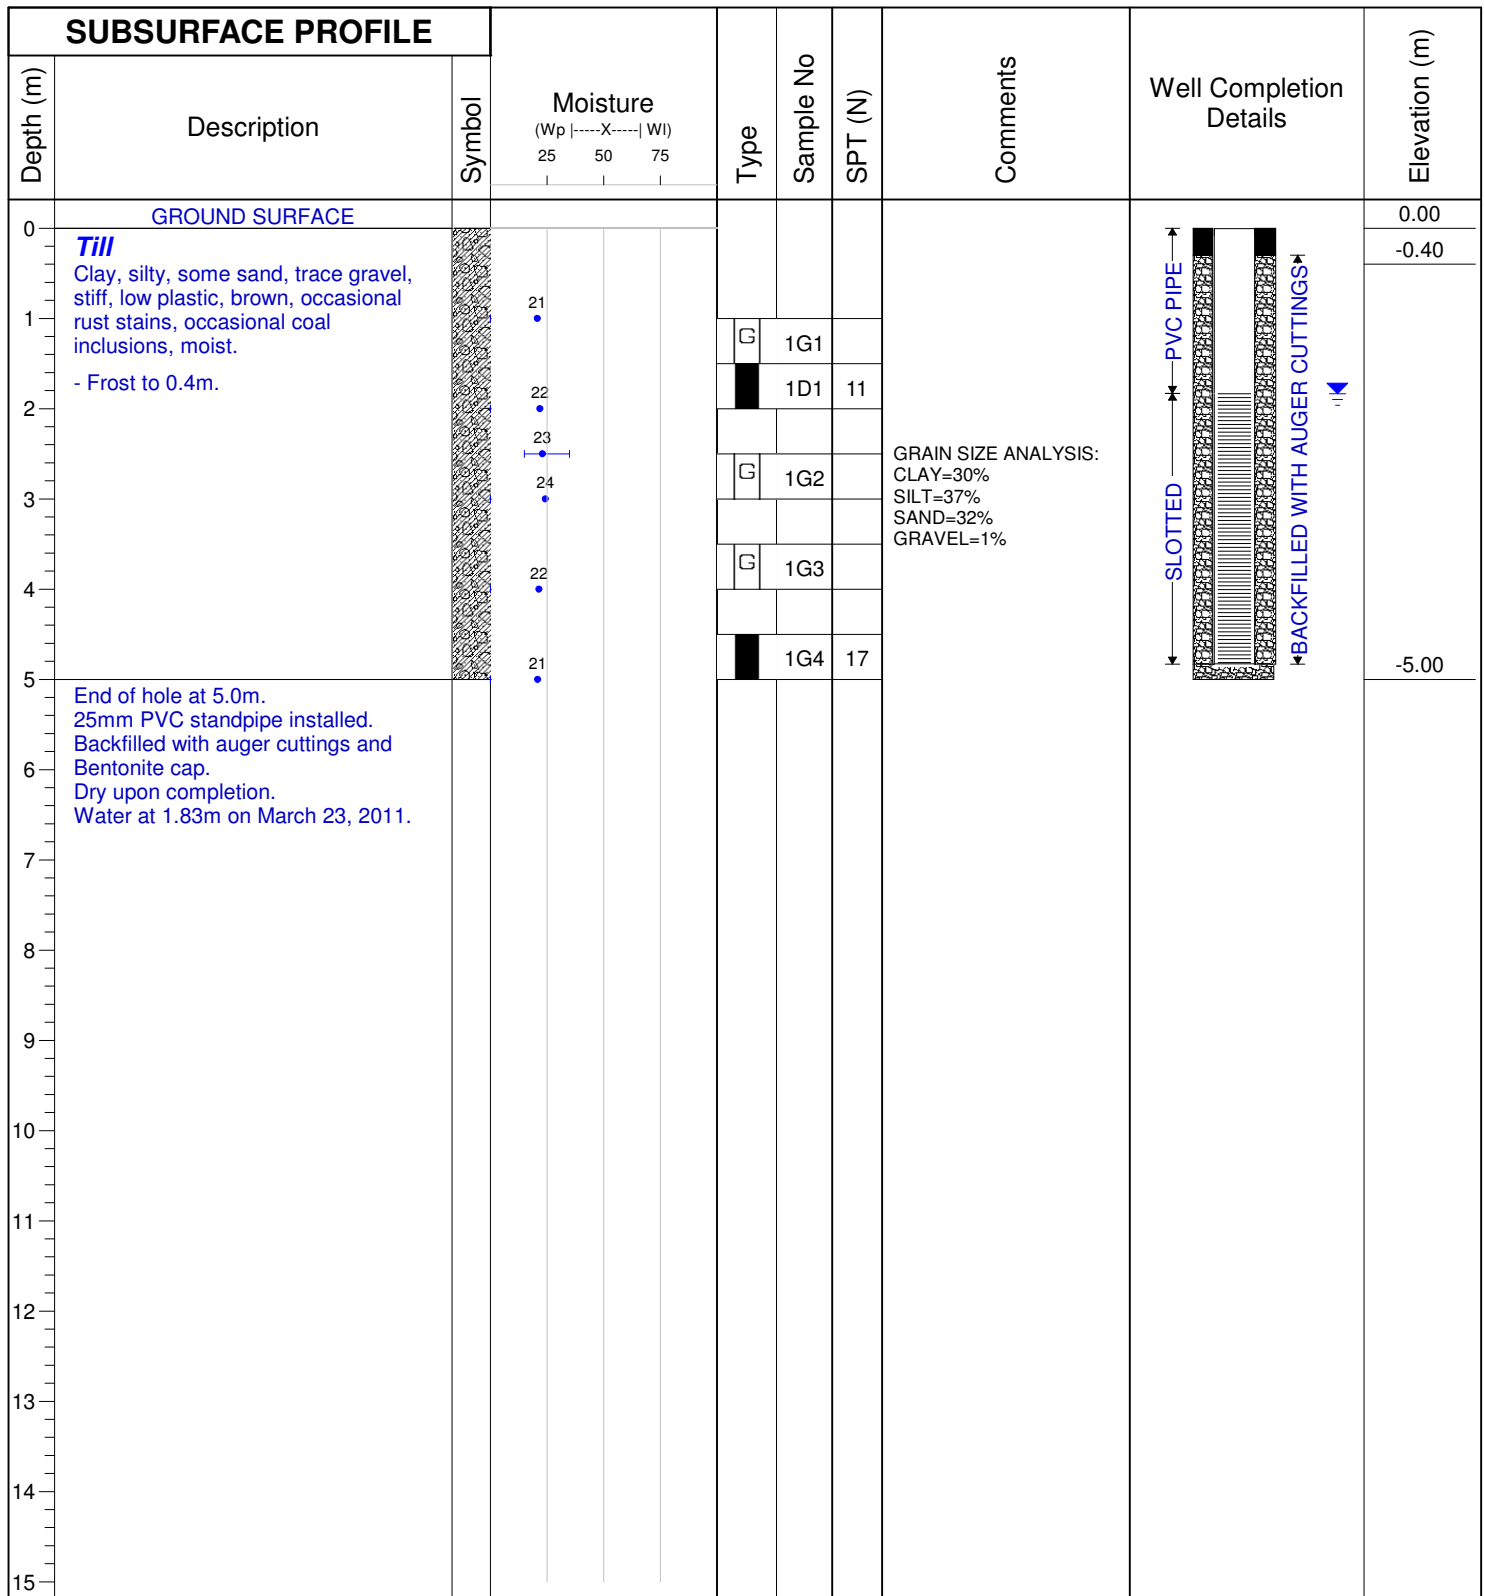 SUBSURFACE PROFILE
Depth (m)
Description
Symbol
Moisture
(Wp |-----X-----| Wl)
25 50 75
Type
Sample No
SPT (N)
Comments
Well Completion
Details
Elevation (m)
GROUND SURFACE
0.00
0
Till
-0.40
Clay, silty, some sand, trace gravel,
stiff, low plastic, brown, occasional
rust stains, occasional coal
inclusions, moist.
- Frost to 0.4m.
21
1
G 1G1
1D1 11
22
2
23
G 1G2
24
3
GRAIN SIZE ANALYSIS:
CLAY=30%
SILT=37%
SAND=32%
GRAVEL=1%
G 1G3
22
4
1G4 17
21
5
PVC PIPE
SLOTTED
BACKFILLED WITH AUGER CUTTINGS
-5.00
End of hole at 5.0m.
25mm PVC standpipe installed.
Backfilled with auger cuttings and
Bentonite cap.
Dry upon completion.
Water at 1.83m on March 23, 2011.
6
7
8
9
10
11
12
13
14
15